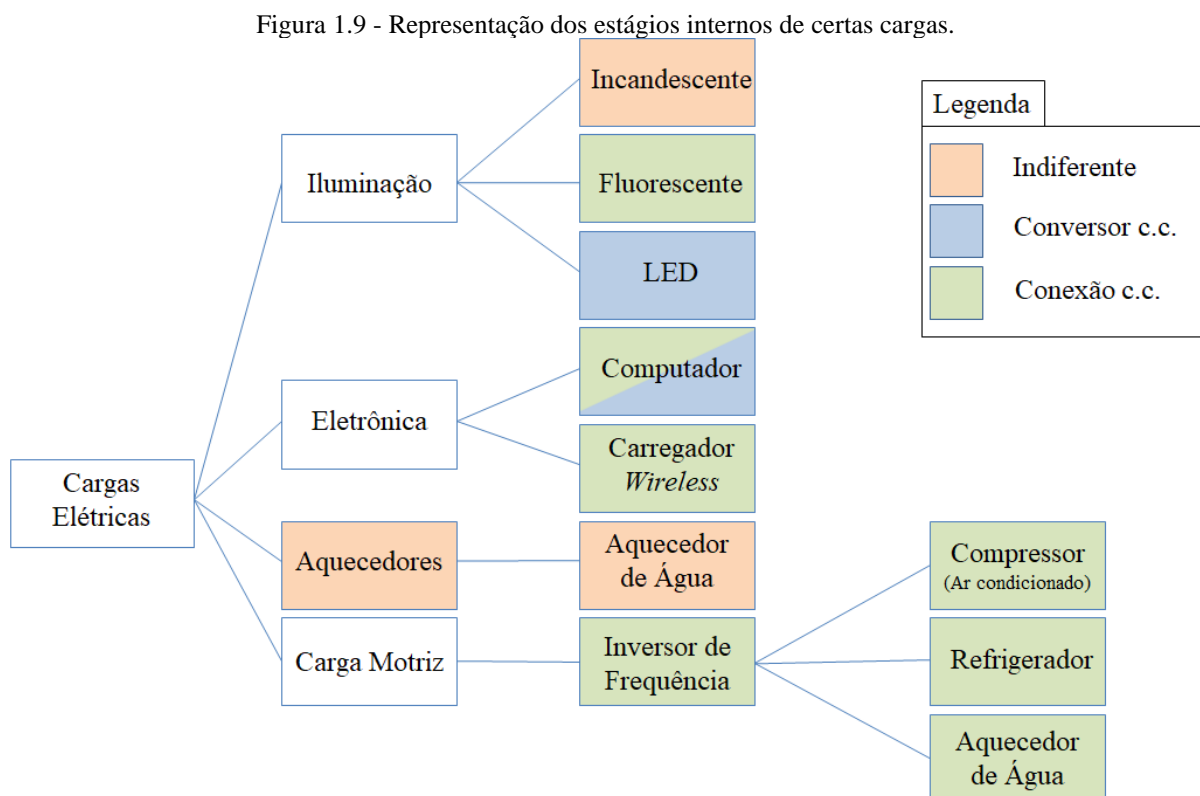 Figura 1.9 - Representação dos estágios internos de certas cargas.
Cargas
Elétricas
Iluminação
Incandescente
Fluorescente
LED
Eletrônica
Computador
Carregador
Wireless
Aquecedores
Aquecedor
de Água
Carga Motriz
Inversor de
Frequência
Compressor
(Ar condicionado)
Refrigerador
Aquecedor
de Água
Legenda
Indiferente
Conversor c.c.
Conexão c.c.